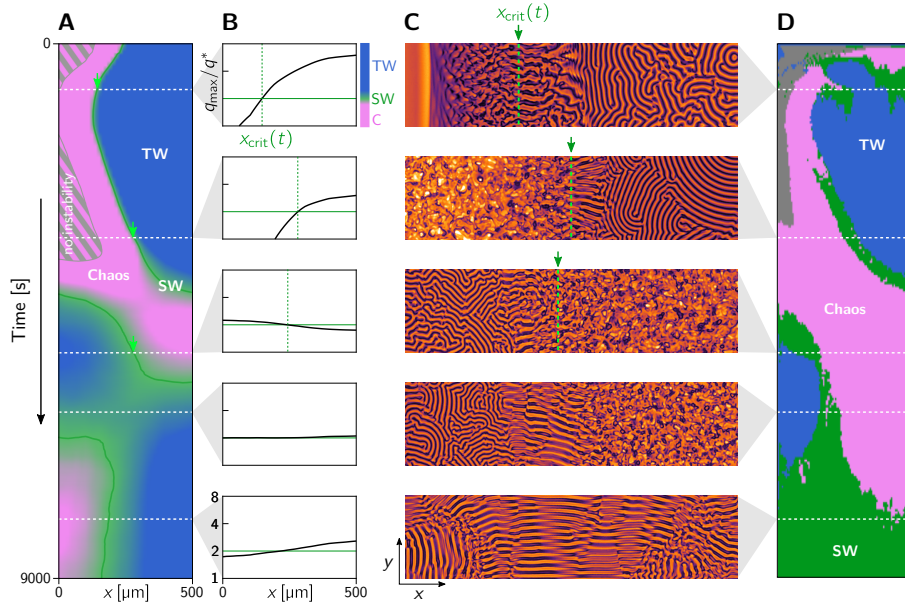 A
B
C
D
x_crit(t)
0
Time [s]
9000
no instability
TW
Chaos
SW
0
x [µm]
500
q_max/q*
TW
SW
C
x_crit(t)
8
4
2
1
0
x [µm]
500
y
x
TW
Chaos
SW